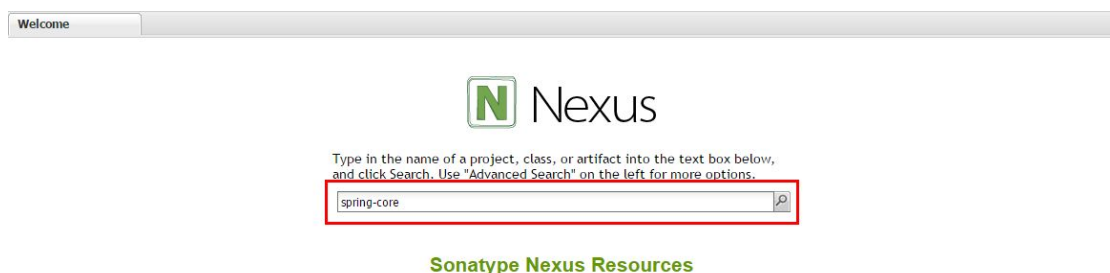 Welcome
N Nexus
Type in the name of a project, class, or artifact into the text box below,
and click Search. Use "Advanced Search" on the left for more options.
spring-core
Sonatype Nexus Resources